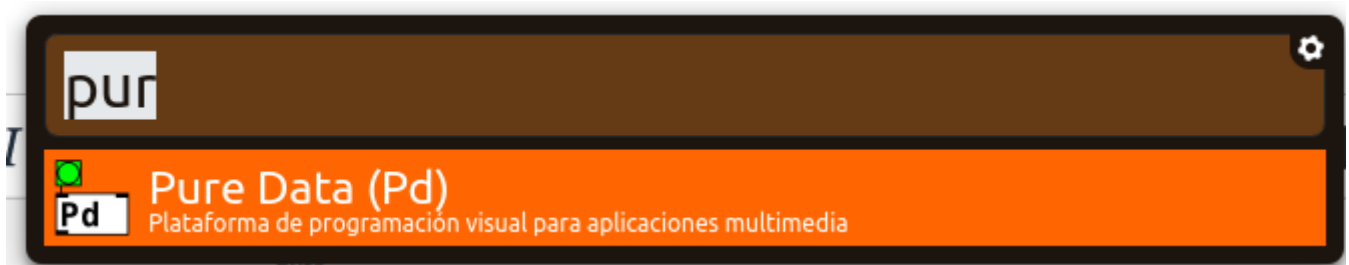 pur
Pure Data (Pd)
Pd
Plataforma de programación visual para aplicaciones multimedia
I